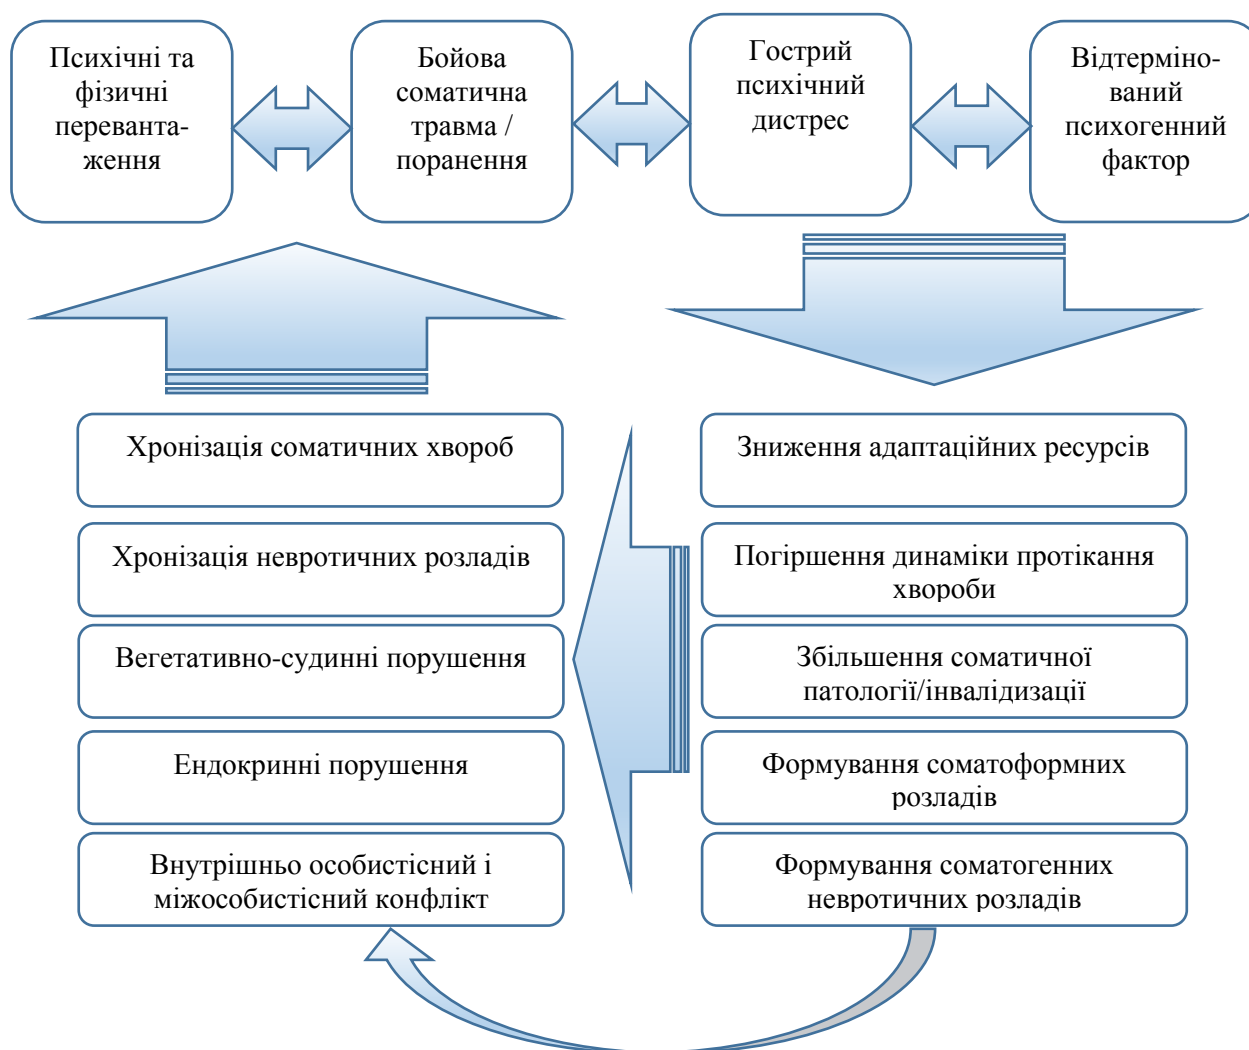 Психічні та
фізичні
переванта-
ження
Бойова
соматична
травма /
поранення
Гострий
психічний
дистрес
Відтерміно-
ваний
психогенний
фактор
Хронізація соматичних хвороб
Хронізація невротичних розладів
Вегетативно-судинні порушення
Ендокринні порушення
Внутрішньо особистісний і
міжособистісний конфлікт
Зниження адаптаційних ресурсів
Погіршення динаміки протікання
хвороби
Збільшення соматичної
патології/інвалідизації
Формування соматоформних
розладів
Формування соматогенних
невротичних розладів